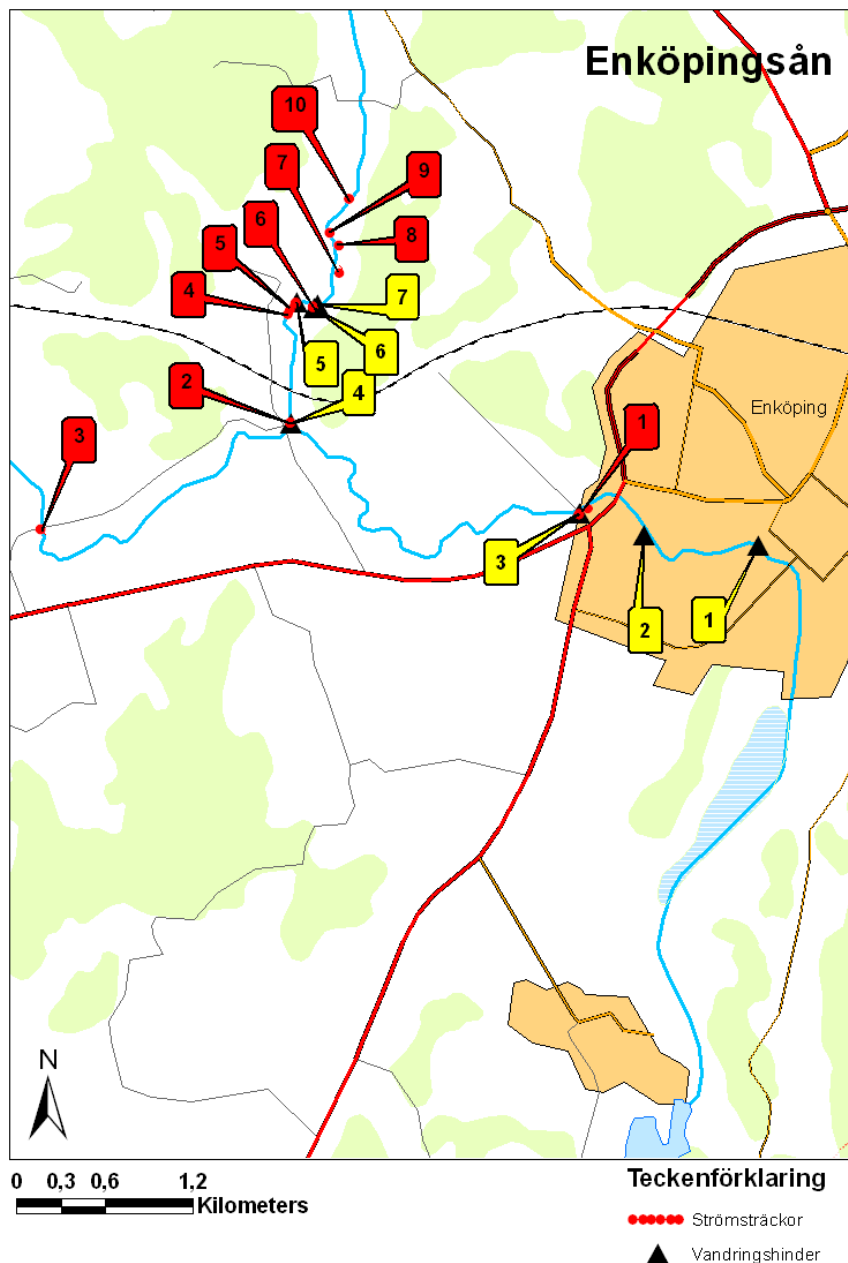 Enköpingsån
10
7
9
6
8
5
4
7
6
5
2
4
3
1
Enköping
3
2
1
N
0 0,3 0,6 1,2
Kilometers
Teckenförklaring
Strömsträckor
Vandringshinder